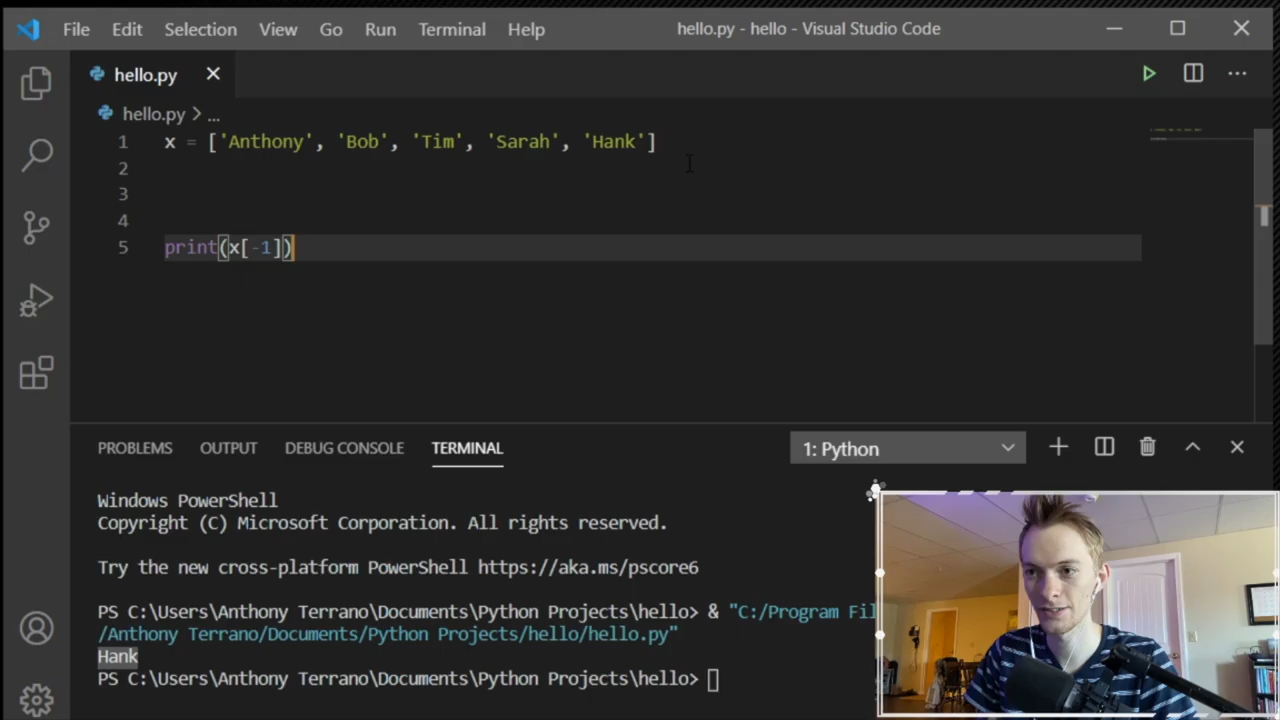 File Edit Selection View Go Run Terminal Help hello.py - hello - Visual Studio Code
hello.py
hello.py > ...
1 x = ['Anthony', 'Bob', 'Tim', 'Sarah', 'Hank']
2
3
4
5 print(x[-1])
PROBLEMS OUTPUT DEBUG CONSOLE TERMINAL 1: Python
Windows PowerShell
Copyright (C) Microsoft Corporation. All rights reserved.
Try the new cross-platform PowerShell https://aka.ms/pscore6
PS C:\Users\Anthony Terrano\Documents\Python Projects\hello> & "C:/Program Fil
/Anthony Terrano/Documents/Python Projects/hello/hello.py"
Hank
PS C:\Users\Anthony Terrano\Documents\Python Projects\hello>